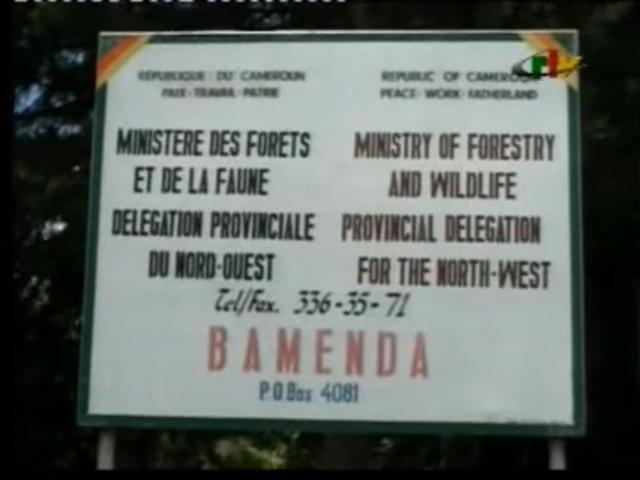 REPUBLIQUE DU CAMEROUN
PAIX - TRAVAIL - PATRIE
REPUBLIC OF CAMEROON
PEACE - WORK - FATHERLAND
MINISTERE DES FORETS
ET DE LA FAUNE
DELEGATION PROVINCIALE
DU NORD-OUEST
MINISTRY OF FORESTRY
AND WILDLIFE
PROVINCIAL DELEGATION
FOR THE NORTH-WEST
Tel/Fax. 336-35-71
BAMENDA
P.O.Box 4081